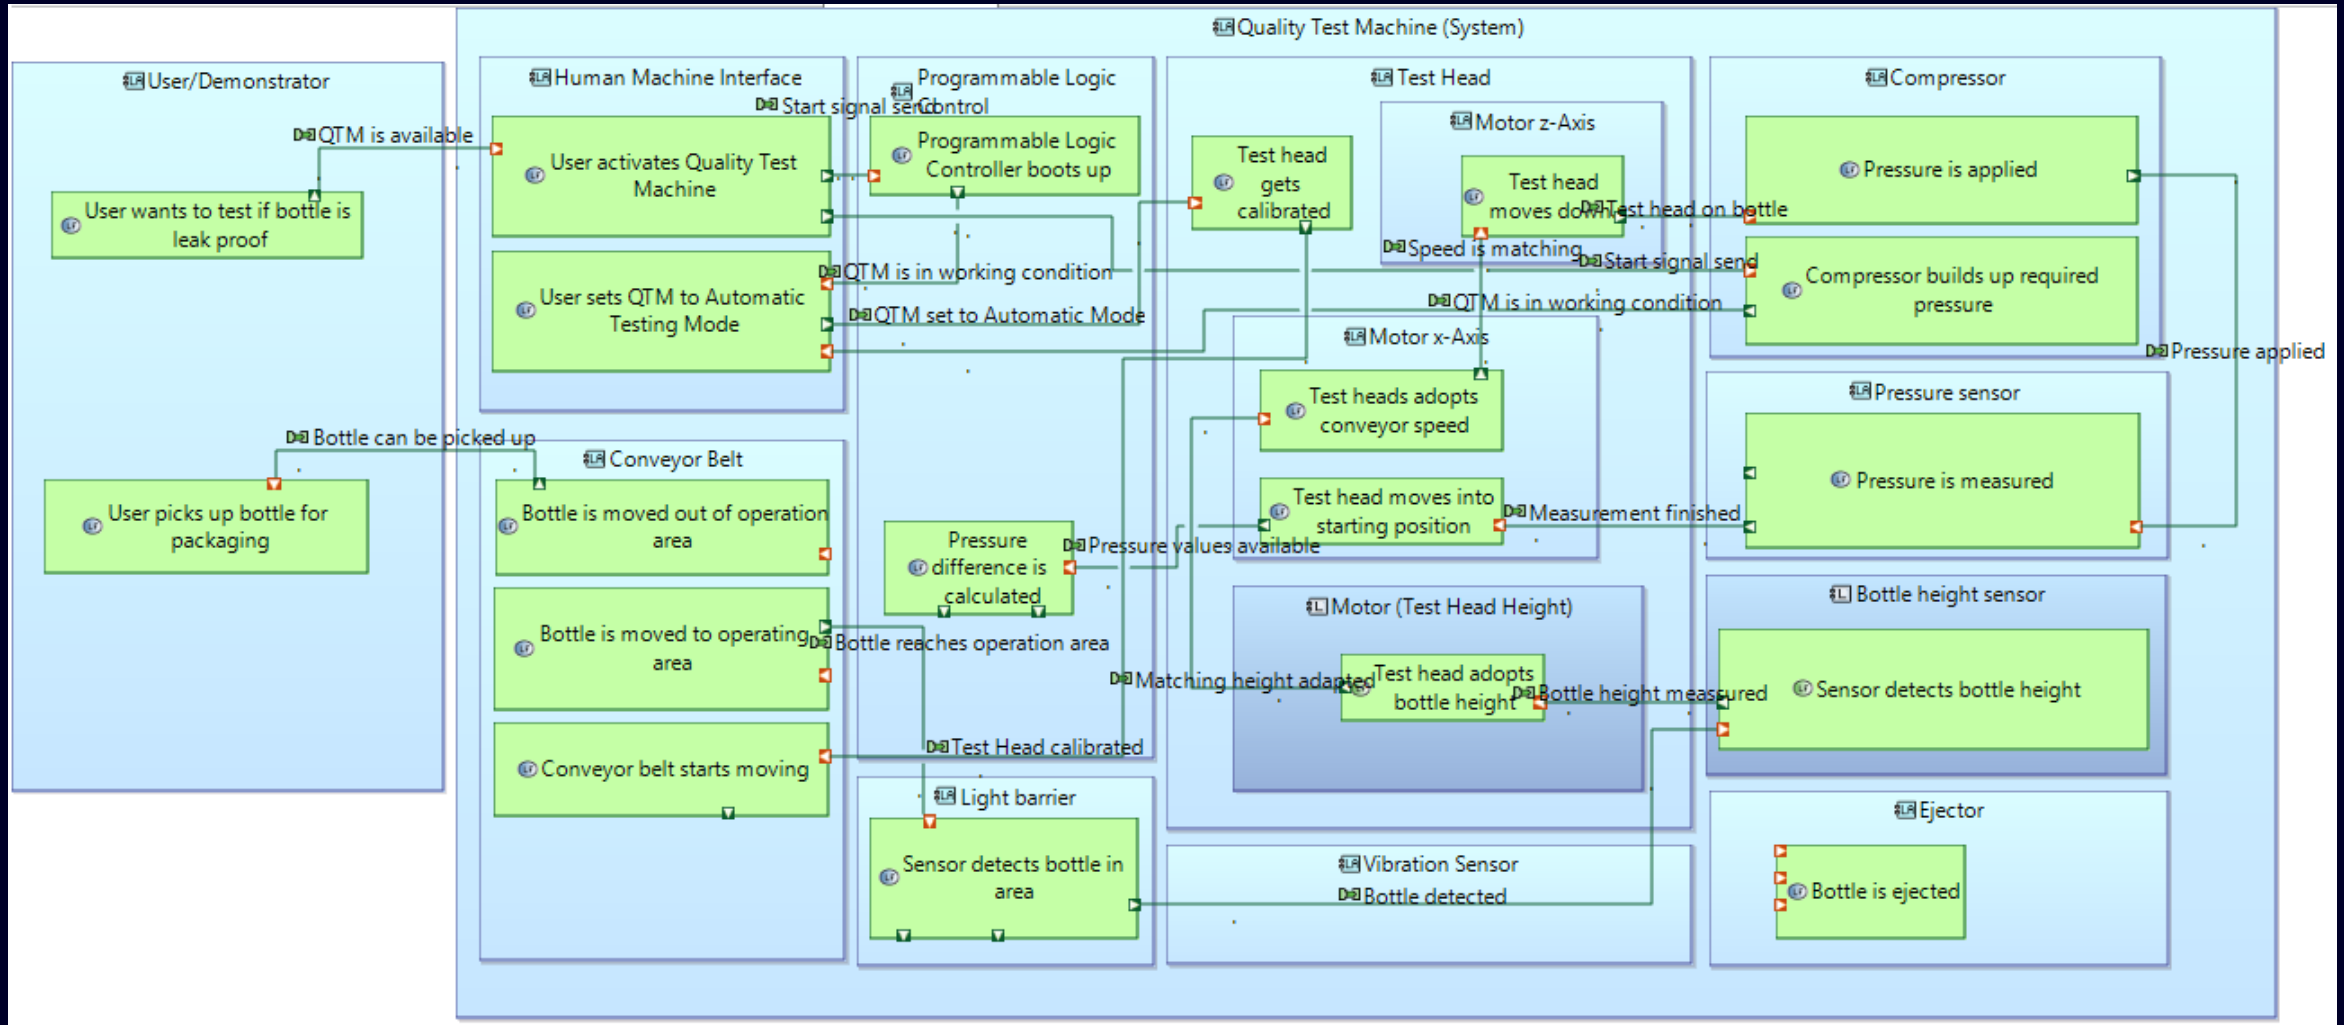 Quality Test Machine (System)
User/Demonstrator
QTM is available
User wants to test if bottle is
leak proof
Bottle can be picked up
User picks up bottle for
packaging
Human Machine Interface
Start signal send
User activates Quality Test
Machine
User sets QTM to Automatic
Testing Mode
QTM is in working condition
QTM set to Automatic Mode
Conveyor Belt
Bottle is moved out of operation
area
Bottle is moved to operating
area
Bottle reaches operation area
Conveyor belt starts moving
Programmable Logic
Control
Programmable Logic
Controller boots up
Pressure
difference is
calculated
Pressure values available
Test Head calibrated
Light barrier
Sensor detects bottle in
area
Test Head
Test head
gets
calibrated
Motor z-Axis
Test head
moves down
Test head on bottle
Speed is matching
Start signal send
QTM is in working condition
Motor x-Axis
Test heads adopts
conveyor speed
Test head moves into
starting position
Measurement finished
Motor (Test Head Height)
Matching height adapted
Test head adopts
bottle height
Bottle height meassured
Vibration Sensor
Bottle detected
Compressor
Pressure is applied
Compressor builds up required
pressure
Pressure applied
Pressure sensor
Pressure is measured
Bottle height sensor
Sensor detects bottle height
Ejector
Bottle is ejected